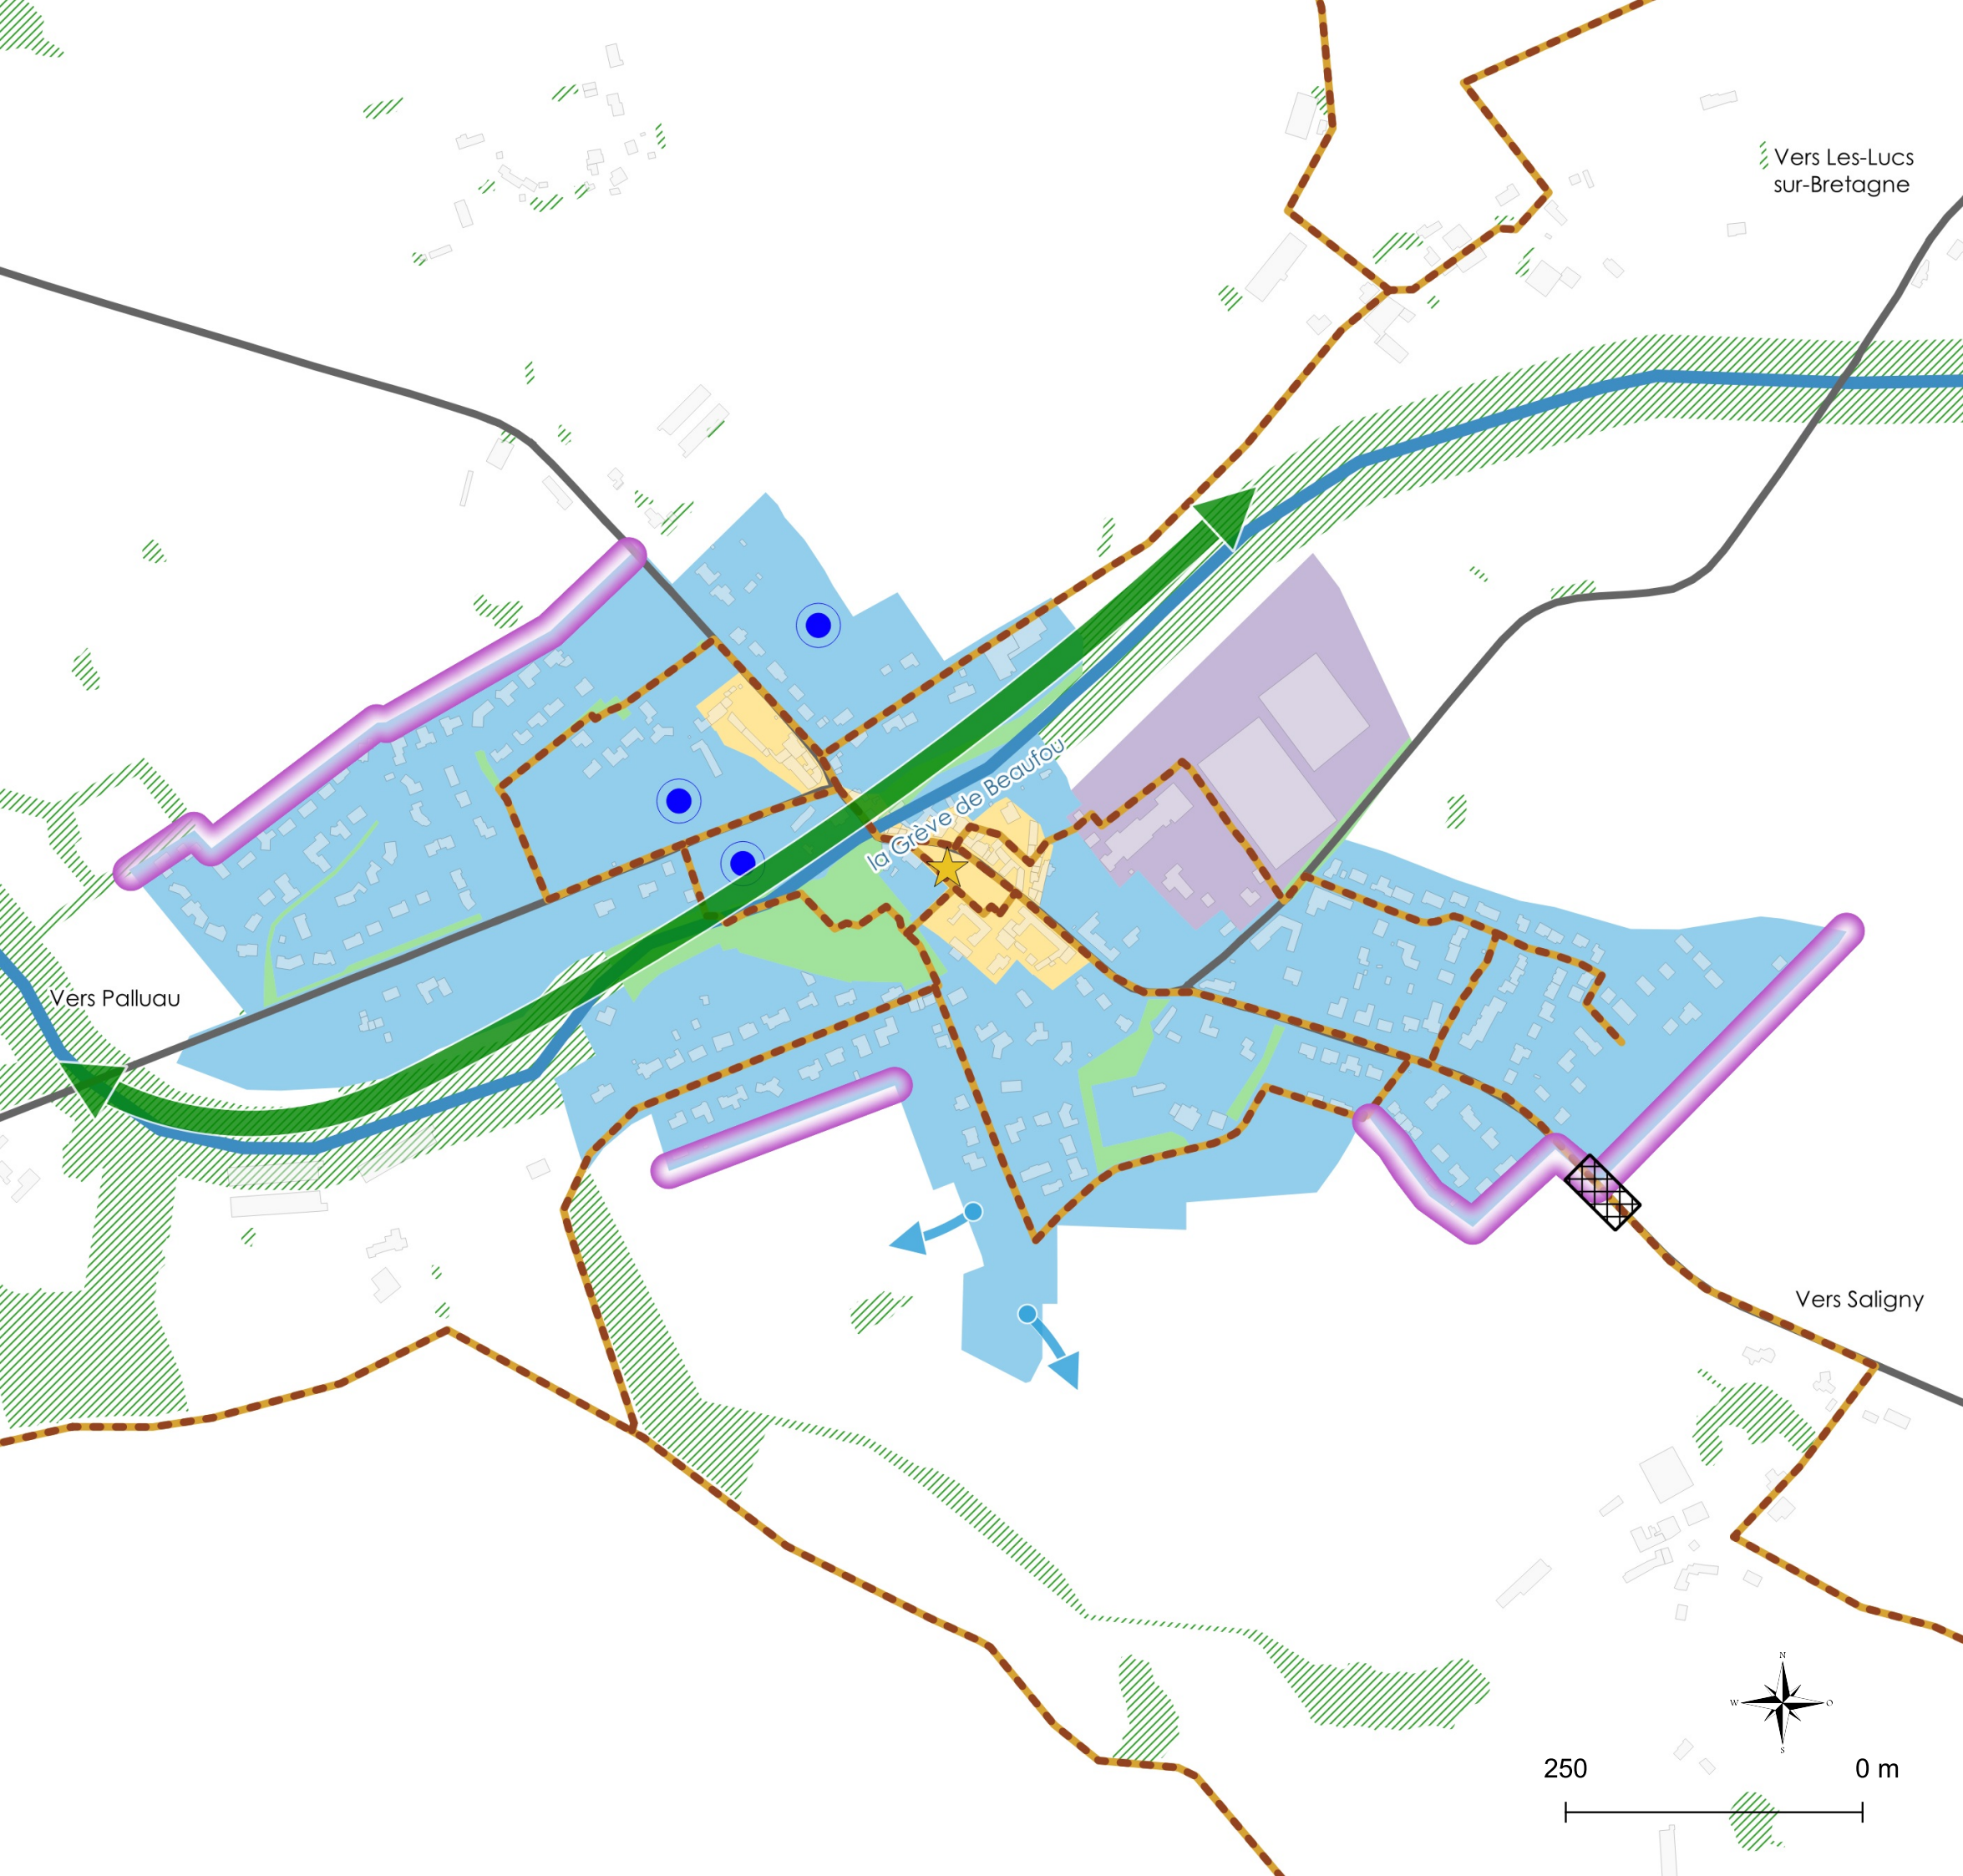 Vers Les-Lucs
sur-Bretagne
la Grève de Beaufou
Vers Palluau
Vers Saligny
N
W O
S
250 0 m